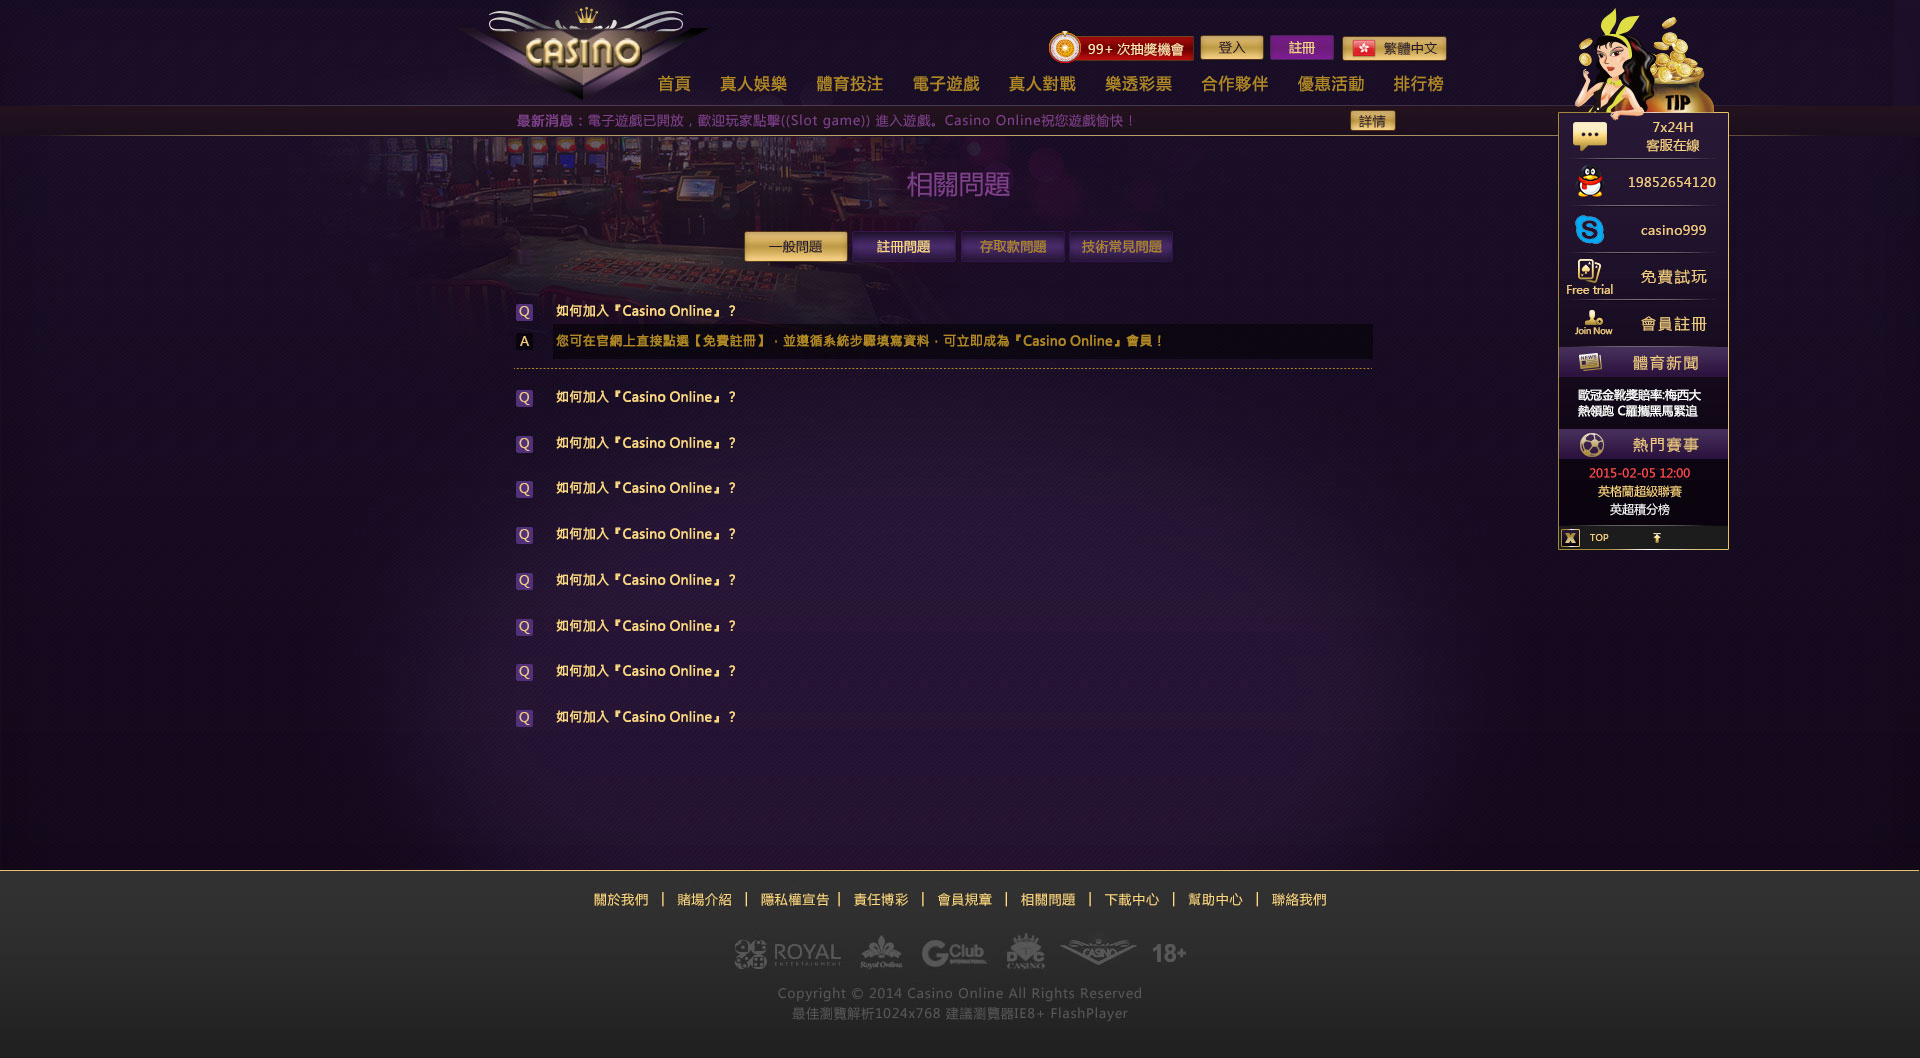 CASINO
99+ 次抽獎機會
登入
註冊
繁體中文
首頁 真人娛樂 體育投注 電子遊戲 真人對戰 樂透彩票 合作夥伴 優惠活動 排行榜
最新消息：電子遊戲已開放，歡迎玩家點擊((Slot game)) 進入遊戲。Casino Online祝您遊戲愉快！
詳情
TIP
7x24H
客服在線
19852654120
casino999
Free trial
免費試玩
Join Now
會員註冊
NEWS
體育新聞
歐冠金靴獎賠率:梅西大
熱領跑 C羅攜黑馬緊追
熱門賽事
2015-02-05 12:00
英格蘭超級聯賽
英超積分榜
X TOP
相關問題
一般問題 註冊問題 存取款問題 技術常見問題
Q 如何加入『Casino Online』？
A 您可在官網上直接點選【免費註冊】，並遵循系統步驟填寫資料，可立即成為『Casino Online』會員！
Q 如何加入『Casino Online』？
Q 如何加入『Casino Online』？
Q 如何加入『Casino Online』？
Q 如何加入『Casino Online』？
Q 如何加入『Casino Online』？
Q 如何加入『Casino Online』？
Q 如何加入『Casino Online』？
Q 如何加入『Casino Online』？
關於我們 | 賭場介紹 | 隱私權宣告 | 責任博彩 | 會員規章 | 相關問題 | 下載中心 | 幫助中心 | 聯絡我們
ROYAL
ENTERTAINMENT
Royal Online
GClub
DC
CASINO
CASINO
18+
Copyright © 2014 Casino Online All Rights Reserved
最佳瀏覽解析1024x768 建議瀏覽器IE8+ FlashPlayer